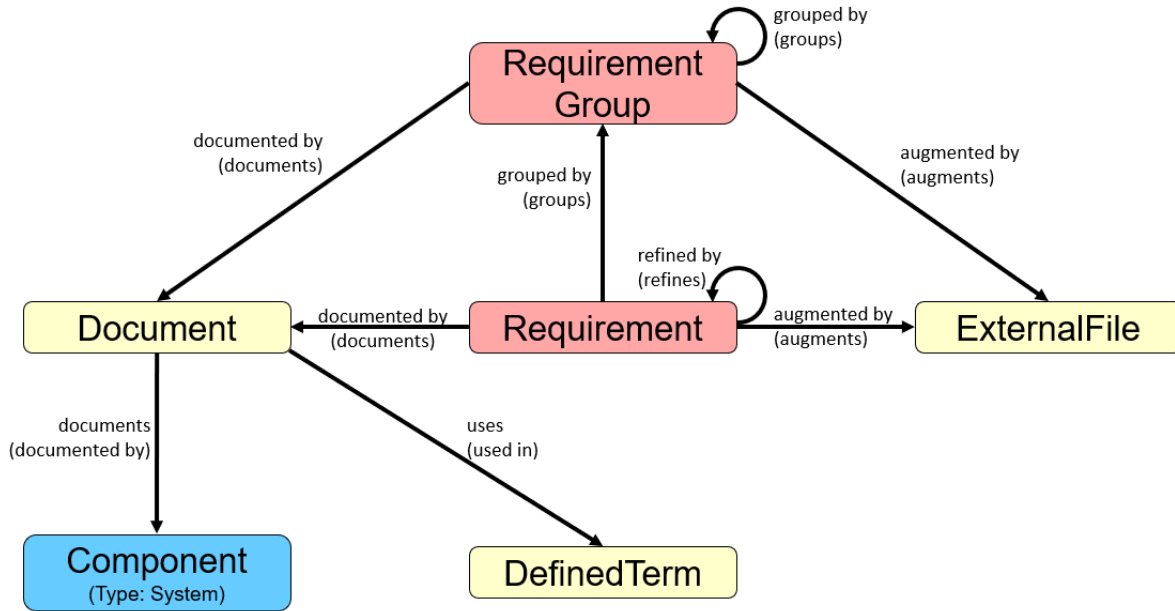 grouped by
(groups)
Requirement
Group
documented by
(documents)
augmented by
(augments)
grouped by
(groups)
refined by
(refines)
Document
documented by
(documents)
Requirement
augmented by
(augments)
ExternalFile
documents
(documented by)
uses
(used in)
Component
(Type: System)
DefinedTerm